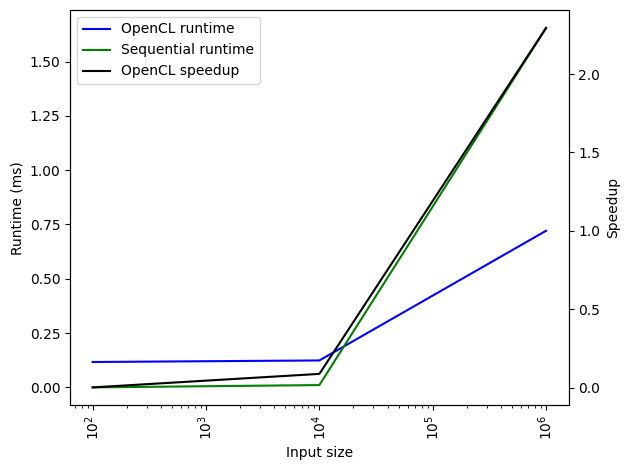 OpenCL runtime
Sequential runtime
OpenCL speedup
1.50
1.25
1.00
0.75
0.50
0.25
0.00
Runtime (ms)
2.0
1.5
1.0
0.5
0.0
Speedup
10²
10³
10⁴
10⁵
10⁶
Input size